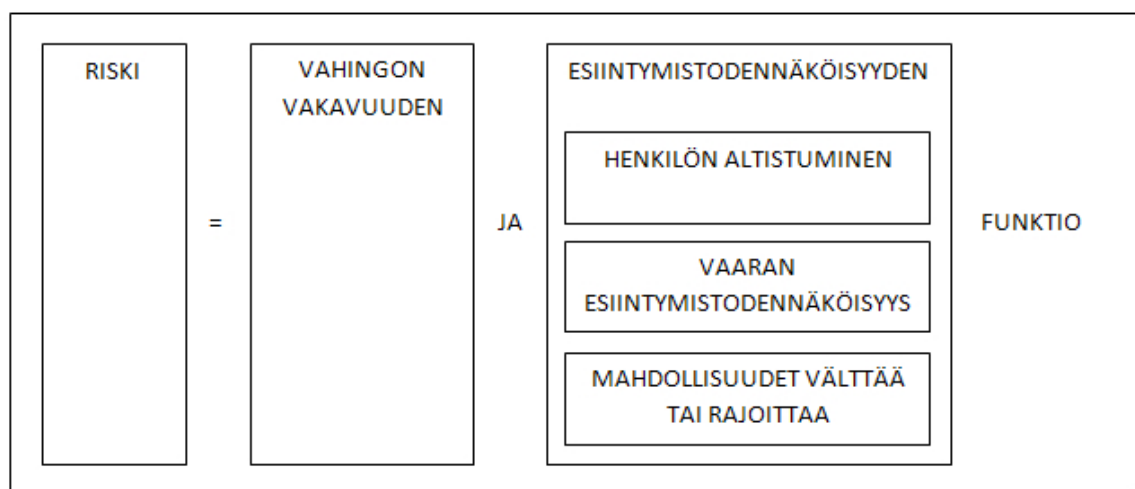 RISKI
=
VAHINGON
VAKAVUUDEN
JA
ESIINTYMISTODENNÄKÖISYYDEN
HENKILÖN ALTISTUMINEN
VAARAN
ESIINTYMISTODENNÄKÖISYYS
MAHDOLLISUUDET VÄLTTÄÄ
TAI RAJOITTAA
FUNKTIO